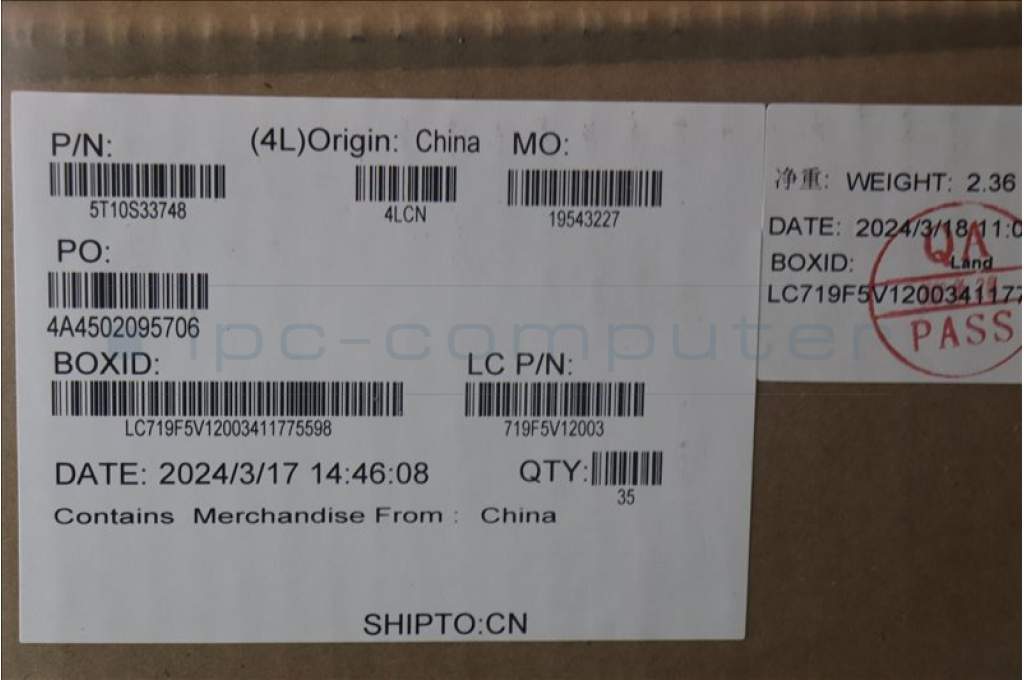 P/N: (4L)Origin: China MO:
5T10S33748 4LCN 19543227
PO:
4A4502095706
BOXID: LC P/N:
LC719F5V12003411775598 719F5V12003
DATE: 2024/3/17 14:46:08 QTY:
35
Contains Merchandise From : China
SHIPTO:CN
净重: WEIGHT: 2.36
DATE: 2024/3/18 11:0
BOXID: Land
LC719F5V1200341177
QA
PASS
ipc-computer